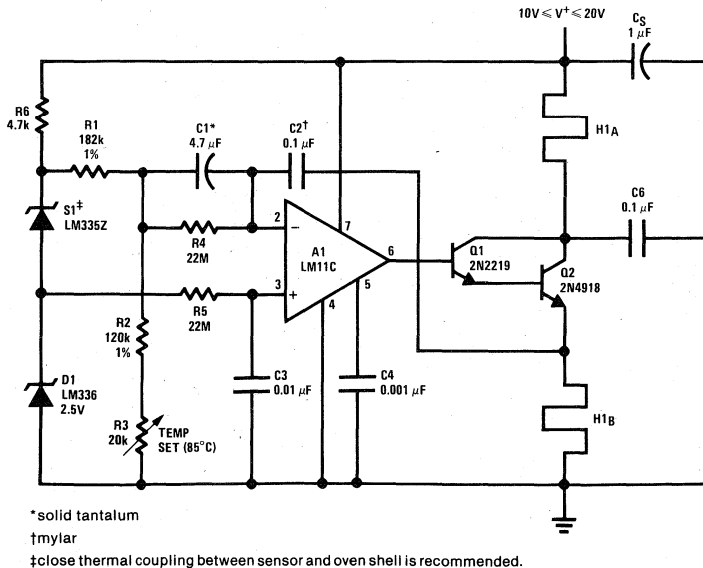 10V ≤ V⁺ ≤ 20V
CS
1 µF
R6
4.7k
R1
182k
1%
C1*
4.7 µF
C2†
0.1 µF
H1A
S1‡
LM335Z
R4
22M
2
−
7
A1
LM11C
6
Q1
2N2219
C6
0.1 µF
Q2
2N4918
3
+
4
5
R5
22M
R2
120k
1%
D1
LM336
2.5V
C3
0.01 µF
C4
0.001 µF
R3
20k
TEMP
SET (85°C)
H1B
*solid tantalum
†mylar
‡close thermal coupling between sensor and oven shell is recommended.